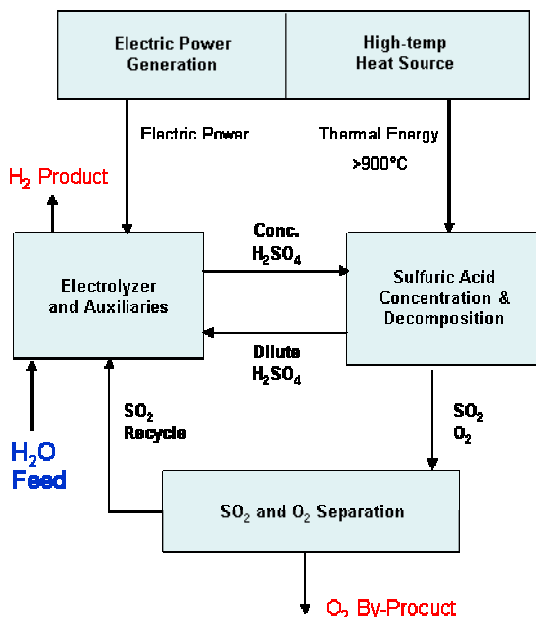 Electric Power
Generation
High-temp
Heat Source
Electric Power
Thermal Energy
>900°C
H₂ Product
Conc.
H₂SO₄
Electrolyzer
and Auxiliaries
Sulfuric Acid
Concentration &
Decomposition
Dilute
H₂SO₄
SO₂
Recycle
SO₂
O₂
H₂O
Feed
SO₂ and O₂ Separation
O₂ By-Product